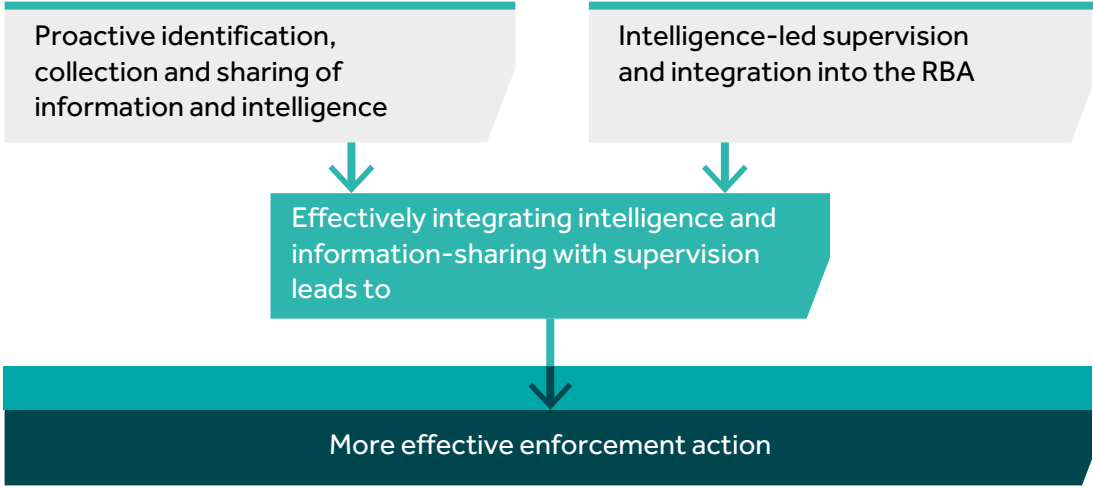 Proactive identification,
collection and sharing of
information and intelligence
Intelligence-led supervision
and integration into the RBA
Effectively integrating intelligence and
information-sharing with supervision
leads to
More effective enforcement action